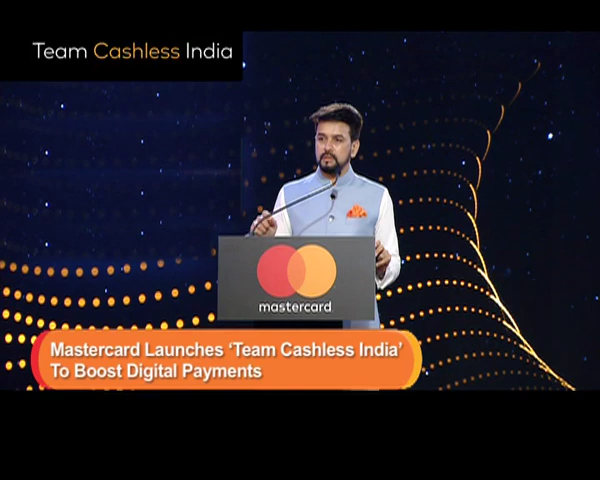 Team Cashless India
mastercard
Mastercard Launches ‘Team Cashless India’
To Boost Digital Payments